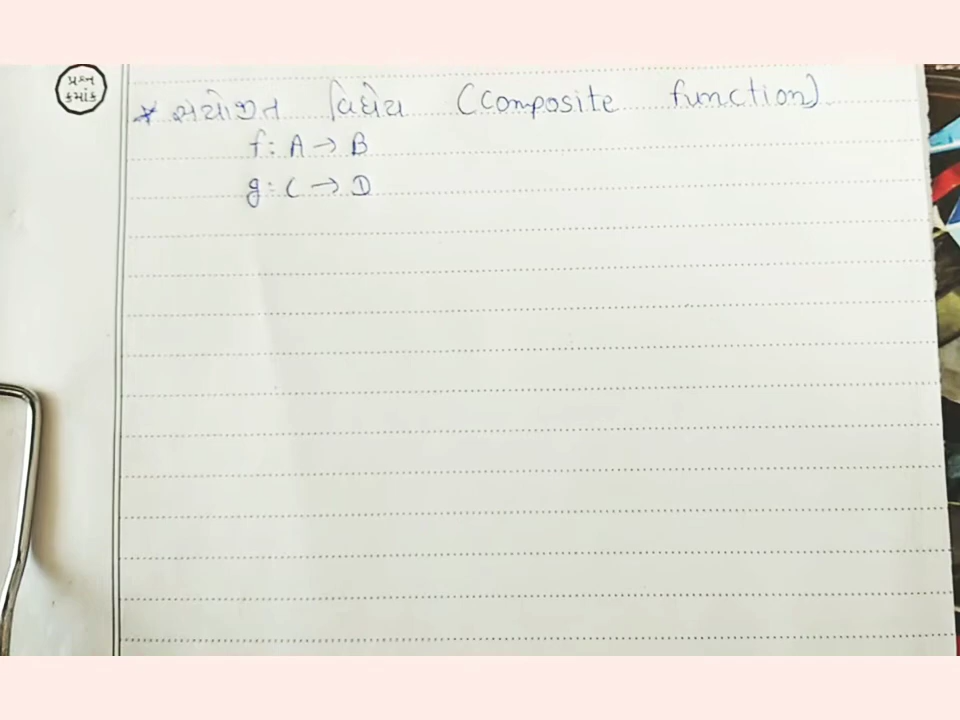 પ્રશ્ન
ક્રમાંક
* સંયોજીત વિધેય (Composite function)
f: A → B
g: C → D